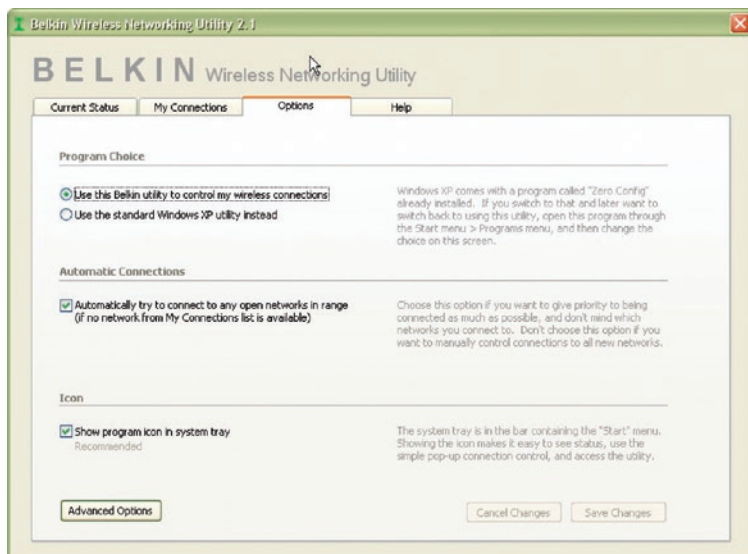 Belkin Wireless Networking Utility 2.1
BELKIN Wireless Networking Utility
Current Status
My Connections
Options
Help
Program Choice
Use this Belkin utility to control my wireless connections
Use the standard Windows XP utility instead
Windows XP comes with a program called "Zero Config"
already installed. If you switch to that and later want to
switch back to using this utility, open this program through
the Start menu > Programs menu, and then change the
choice on this screen.
Automatic Connections
Automatically try to connect to any open networks in range
(if no network from My Connections list is available)
Choose this option if you want to give priority to being
connected as much as possible, and don't mind which
networks you connect to. Don't choose this option if you
want to manually control connections to all new networks.
Icon
Show program icon in system tray
Recommended
The system tray is in the bar containing the "Start" menu.
Showing the icon makes it easy to see status, use the
simple pop-up connection control, and access the utility.
Advanced Options
Cancel Changes
Save Changes